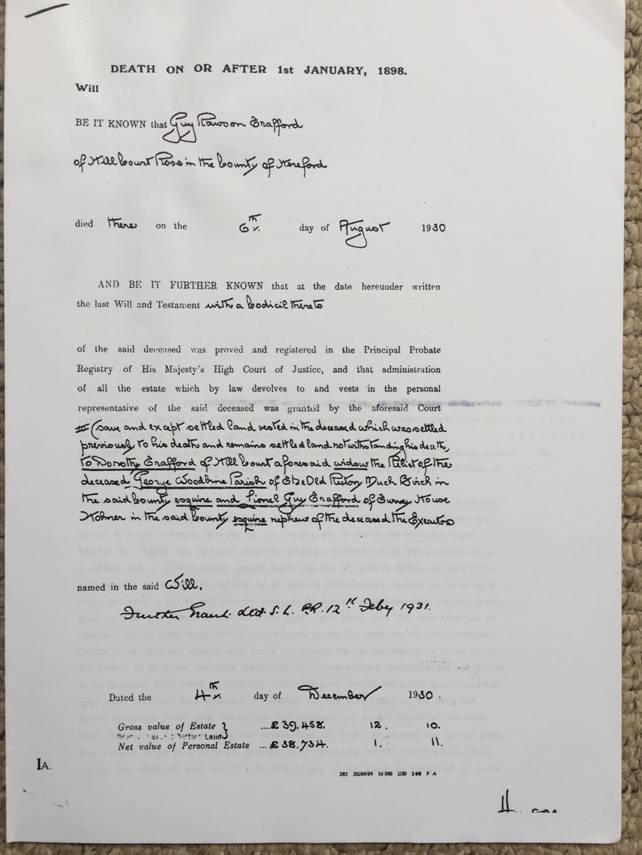 DEATH ON OR AFTER 1st JANUARY, 1898.
Will
BE IT KNOWN that Guy Rawson Trafford
of Hill Court Ross in the County of Hereford
died there on the 6th day of August 1930
AND BE IT FURTHER KNOWN that at the date hereunder written
the last Will and Testament with a Codicil thereto
of the said deceased was proved and registered in the Principal Probate
Registry of His Majesty's High Court of Justice, and that administration
of all the estate which by law devolves to and vests in the personal
representative of the said deceased was granted by the aforesaid Court
(save and except settled land vested in the deceased which was settled
previously to his death and remains settled land notwithstanding his death,
to Dorothy Trafford of Hill Court aforesaid widow the Relict of the
deceased George Woodbine Parish of The Old Rectory Much Birch in
the said County esquire and Lionel Guy Trafford of House
in the said County esquire nephew of the deceased the Executors
named in the said Will.
Further Grant Ltd. S.L. P.R. 12th Feby 1931.
Dated the 4th day of December 1930.
Gross value of Estate } ... £39,458. 12. 10.
Land
Net value of Personal Estate ... £38,734. 1. 11.
1A.